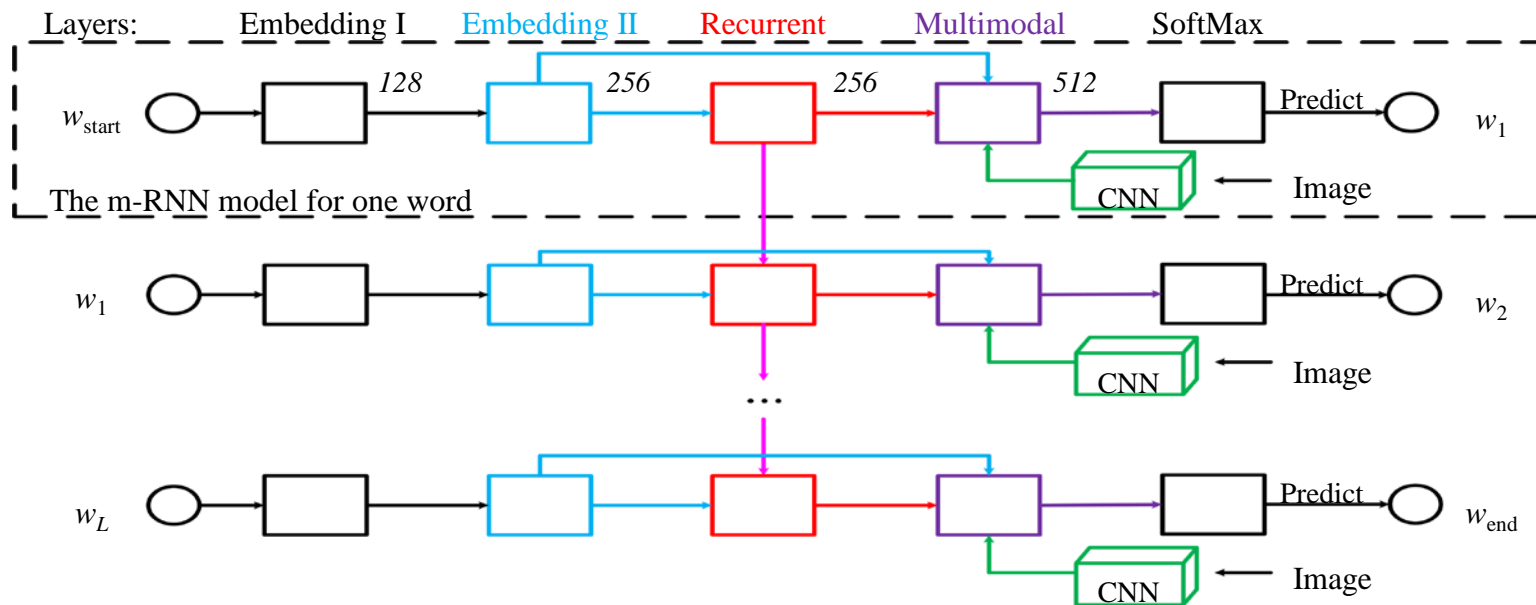 Layers: Embedding I Embedding II Recurrent Multimodal SoftMax
128 256 256 512
w_start Predict w_1
CNN Image
The m-RNN model for one word
w_1 Predict w_2
CNN Image
...
w_L Predict w_end
CNN Image